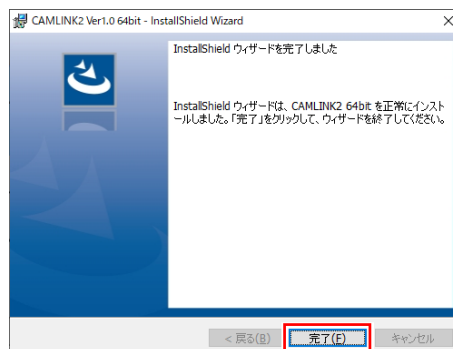 CAMLINK2 Ver1.0 64bit - InstallShield Wizard
InstallShield ウィザードを完了しました
InstallShield ウィザードは、CAMLINK2 64bit を正常にインスト
ールしました。「完了」をクリックして、ウィザードを終了してください。
< 戻る(B)
完了(F)
キャンセル